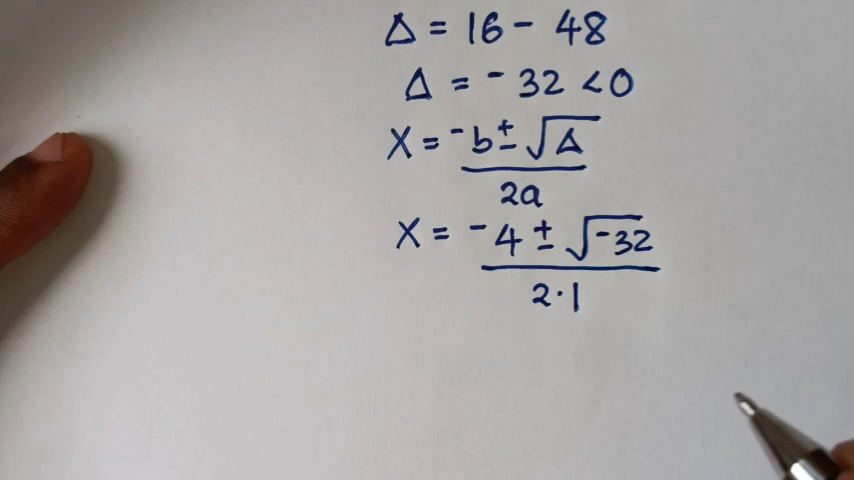 Δ = 16 - 48
Δ = -32 < 0
X = (-b ± √Δ) / 2a
X = (-4 ± √-32) / 2·1